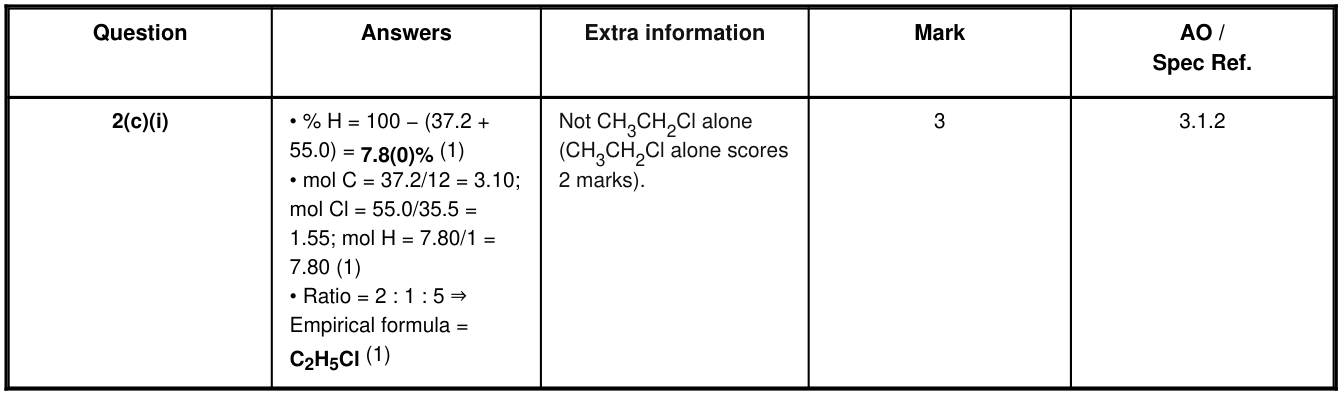 Question
Answers
Extra information
Mark
AO /
Spec Ref.
2(c)(i)
• % H = 100 − (37.2 +
55.0) = 7.8(0)% (1)
• mol C = 37.2/12 = 3.10;
mol Cl = 55.0/35.5 =
1.55; mol H = 7.80/1 =
7.80 (1)
• Ratio = 2 : 1 : 5 ⇒
Empirical formula =
C₂H₅Cl (1)
Not CH₃CH₂Cl alone
(CH₃CH₂Cl alone scores
2 marks).
3
3.1.2